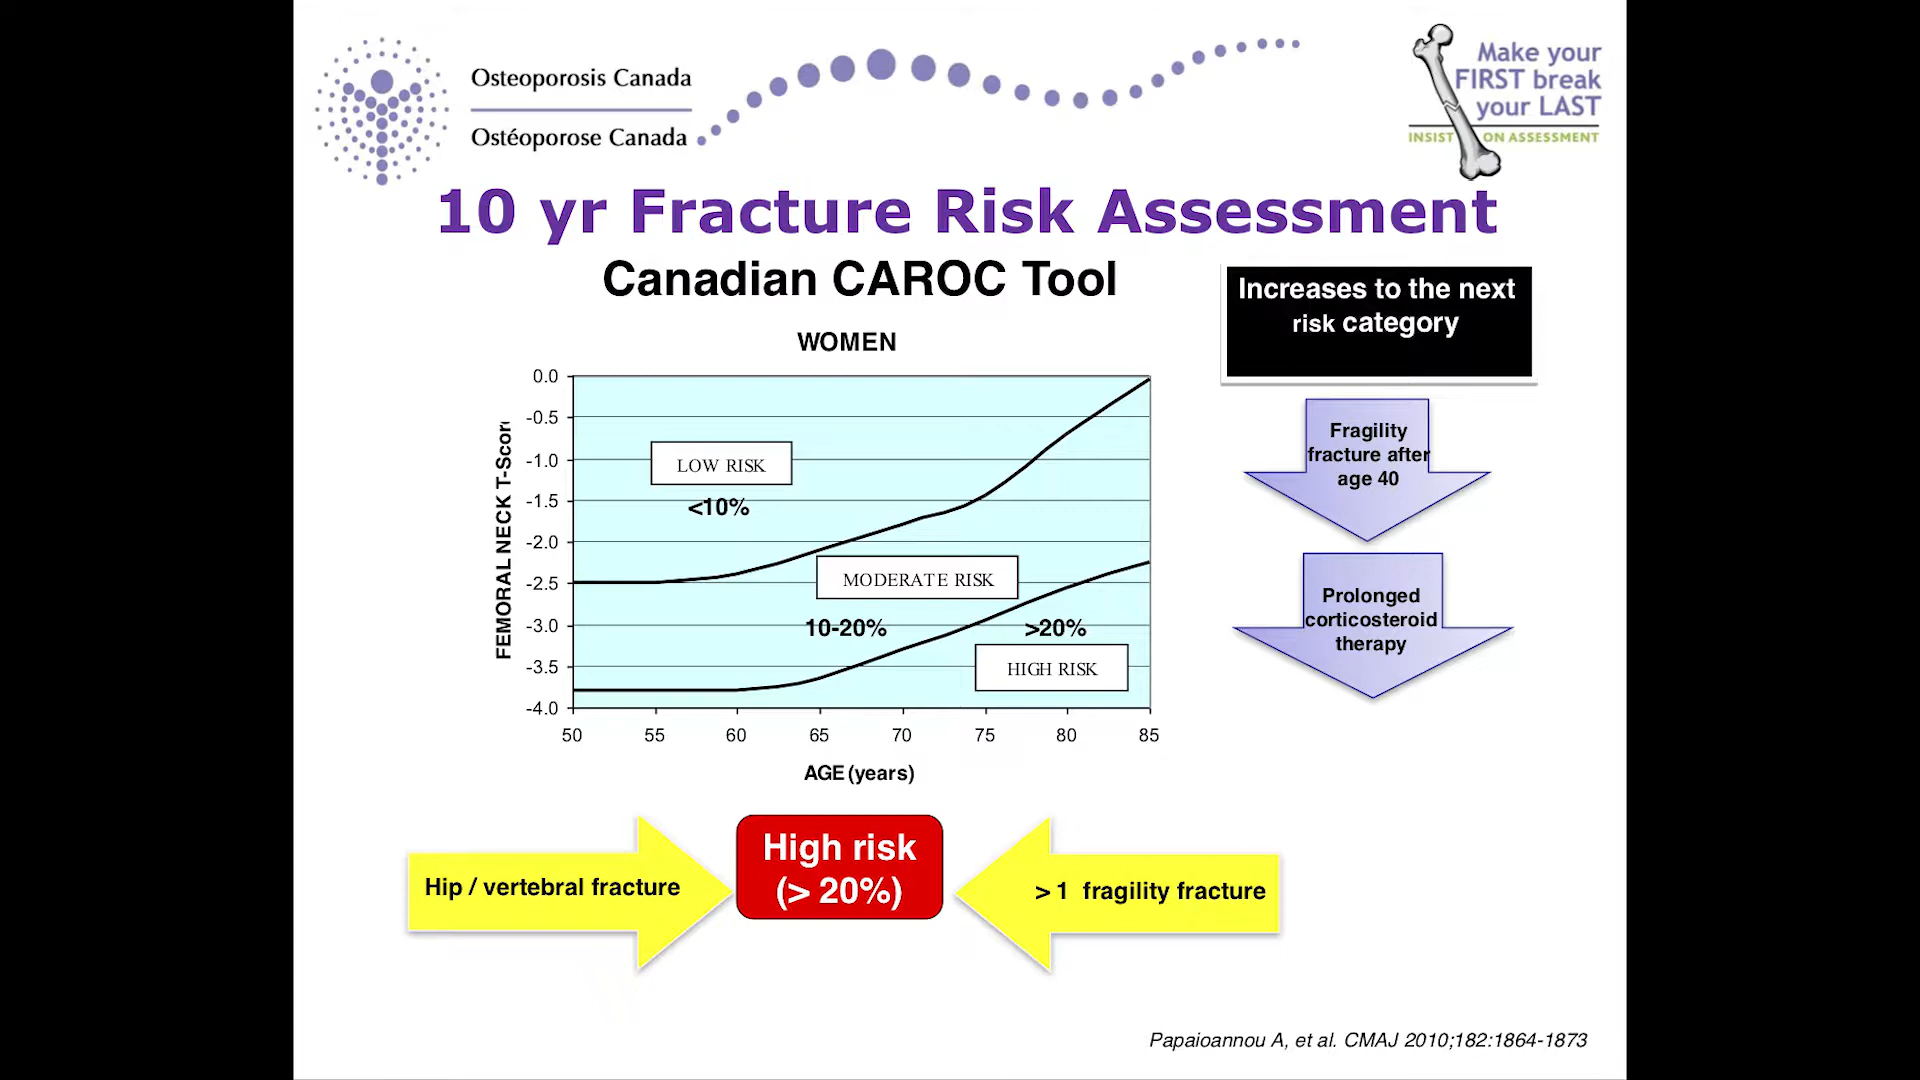 Osteoporosis Canada
Ostéoporose Canada
Make your
FIRST break
your LAST
INSIST ON ASSESSMENT
10 yr Fracture Risk Assessment
Canadian CAROC Tool
Increases to the next
risk category
WOMEN
FEMORAL NECK T-Scor
0.0
-0.5
-1.0
-1.5
-2.0
-2.5
-3.0
-3.5
-4.0
LOW RISK
<10%
MODERATE RISK
10-20%
>20%
HIGH RISK
50 55 60 65 70 75 80 85
AGE (years)
Fragility
fracture after
age 40
Prolonged
corticosteroid
therapy
Hip / vertebral fracture
High risk
(> 20%)
> 1 fragility fracture
Papaioannou A, et al. CMAJ 2010;182:1864-1873